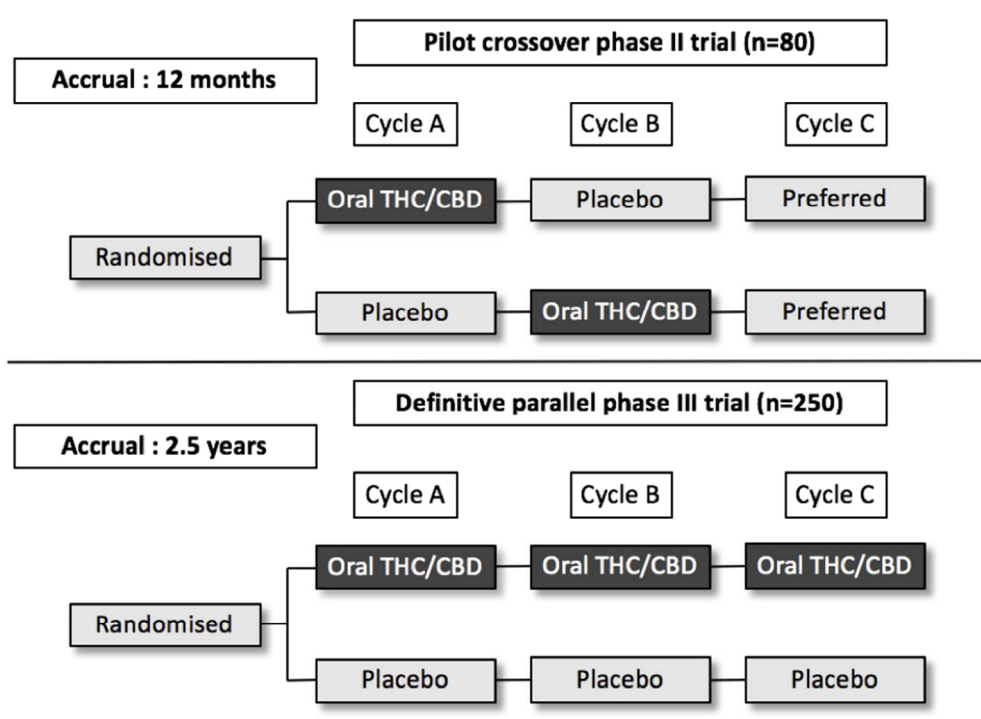 Pilot crossover phase II trial (n=80)
Accrual : 12 months
Cycle A
Cycle B
Cycle C
Oral THC/CBD
Placebo
Preferred
Randomised
Placebo
Oral THC/CBD
Preferred
Definitive parallel phase III trial (n=250)
Accrual : 2.5 years
Cycle A
Cycle B
Cycle C
Oral THC/CBD
Oral THC/CBD
Oral THC/CBD
Randomised
Placebo
Placebo
Placebo